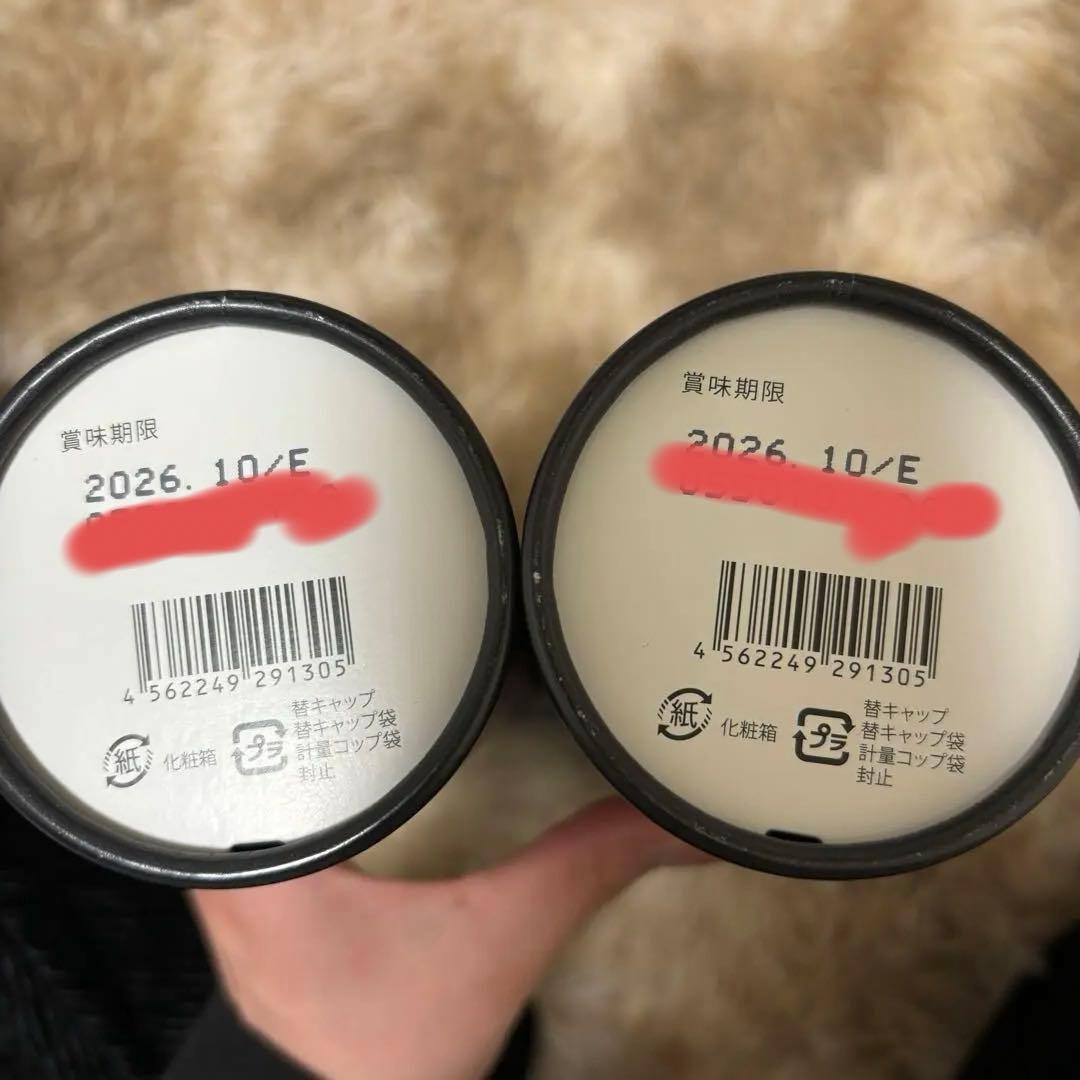 賞味期限
2026. 10/E
4 562249 291305
紙 化粧箱
プラ
替キャップ
替キャップ袋
計量コップ袋
封止
賞味期限
2026. 10/E
4 562249 291305
紙 化粧箱
プラ
替キャップ
替キャップ袋
計量コップ袋
封止